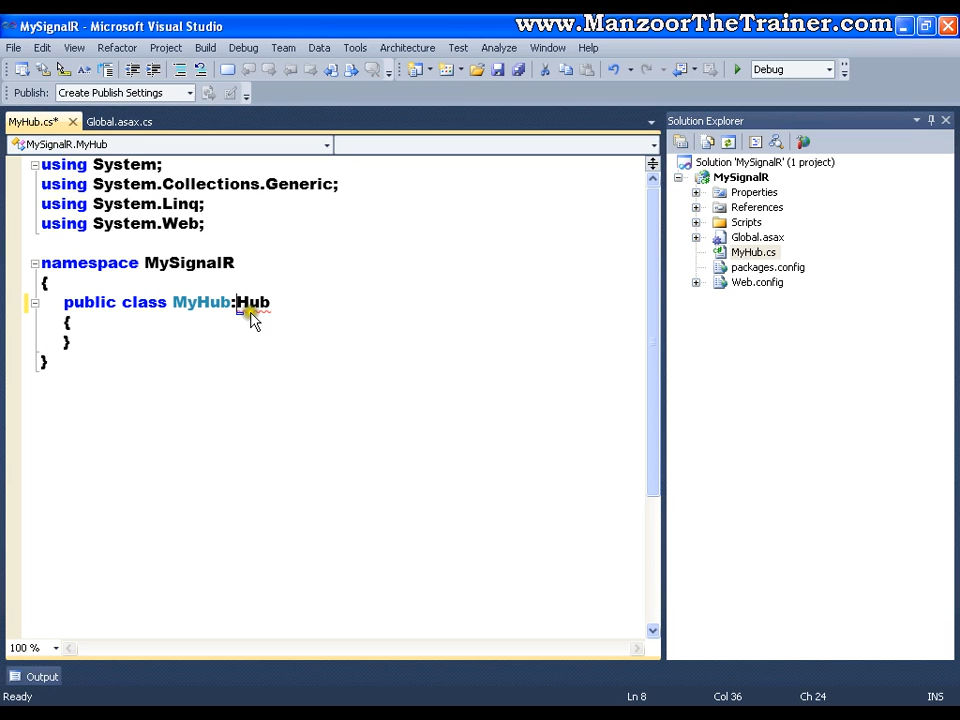 MySignalR - Microsoft Visual Studio
www.ManzoorTheTrainer.com
File Edit View Refactor Project Build Debug Team Data Tools Architecture Test Analyze Window Help
Debug
Publish: Create Publish Settings
MyHub.cs* Global.asax.cs
MySignalR.MyHub
using System;
using System.Collections.Generic;
using System.Linq;
using System.Web;
namespace MySignalR
{
public class MyHub:Hub
{
}
}
100 %
Solution Explorer
Solution 'MySignalR' (1 project)
MySignalR
Properties
References
Scripts
Global.asax
MyHub.cs
packages.config
Web.config
Output
Ready Ln 8 Col 36 Ch 24 INS